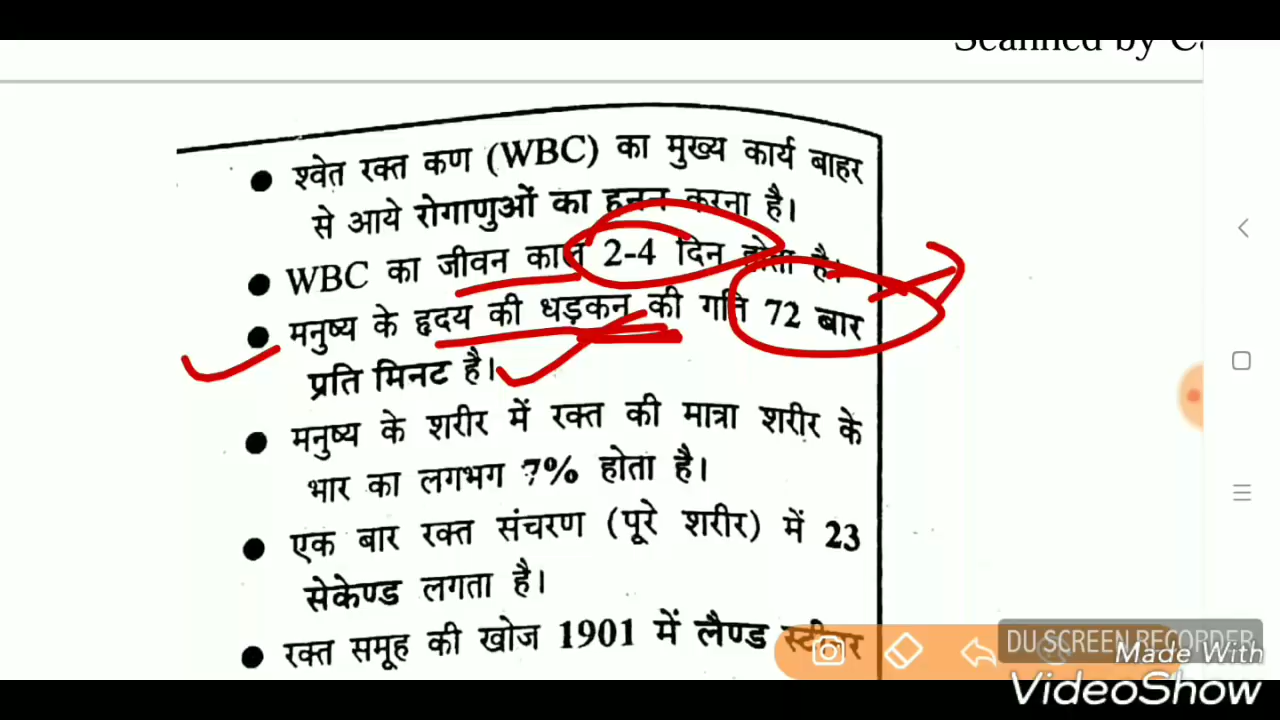 Scanned by Ca
श्वेत रक्त कण (WBC) का मुख्य कार्य बाहर
से आये रोगाणुओं का हनन करना है।
WBC का जीवन काल 2-4 दिन होता है।
मनुष्य के हृदय की धड़कन की गति 72 बार
प्रति मिनट है।
मनुष्य के शरीर में रक्त की मात्रा शरीर के
भार का लगभग 7% होता है।
एक बार रक्त संचरण (पूरे शरीर) में 23
सेकेण्ड लगता है।
रक्त समूह की खोज 1901 में लैण्ड स्टीनर
DU SCREEN RECORDER
Made With
VideoShow